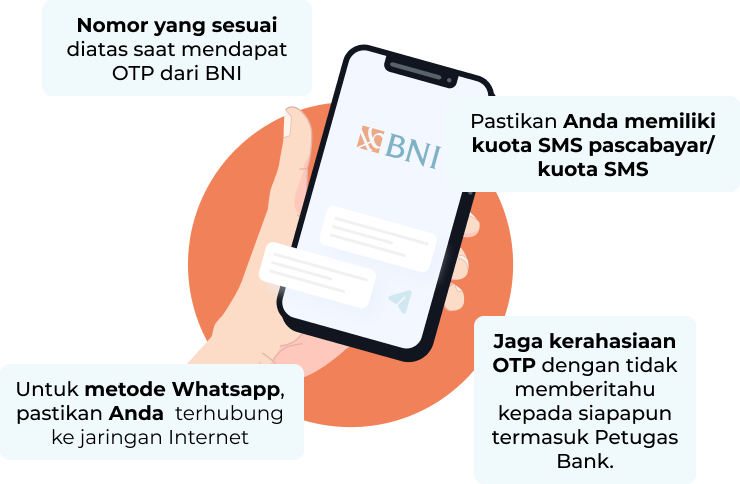 Nomor yang sesuai
diatas saat mendapat
OTP dari BNI
BNI
Pastikan Anda memiliki
kuota SMS pascabayar/
kuota SMS
Untuk metode Whatsapp,
pastikan Anda terhubung
ke jaringan Internet
Jaga kerahasiaan
OTP dengan tidak
memberitahu
kepada siapapun
termasuk Petugas
Bank.